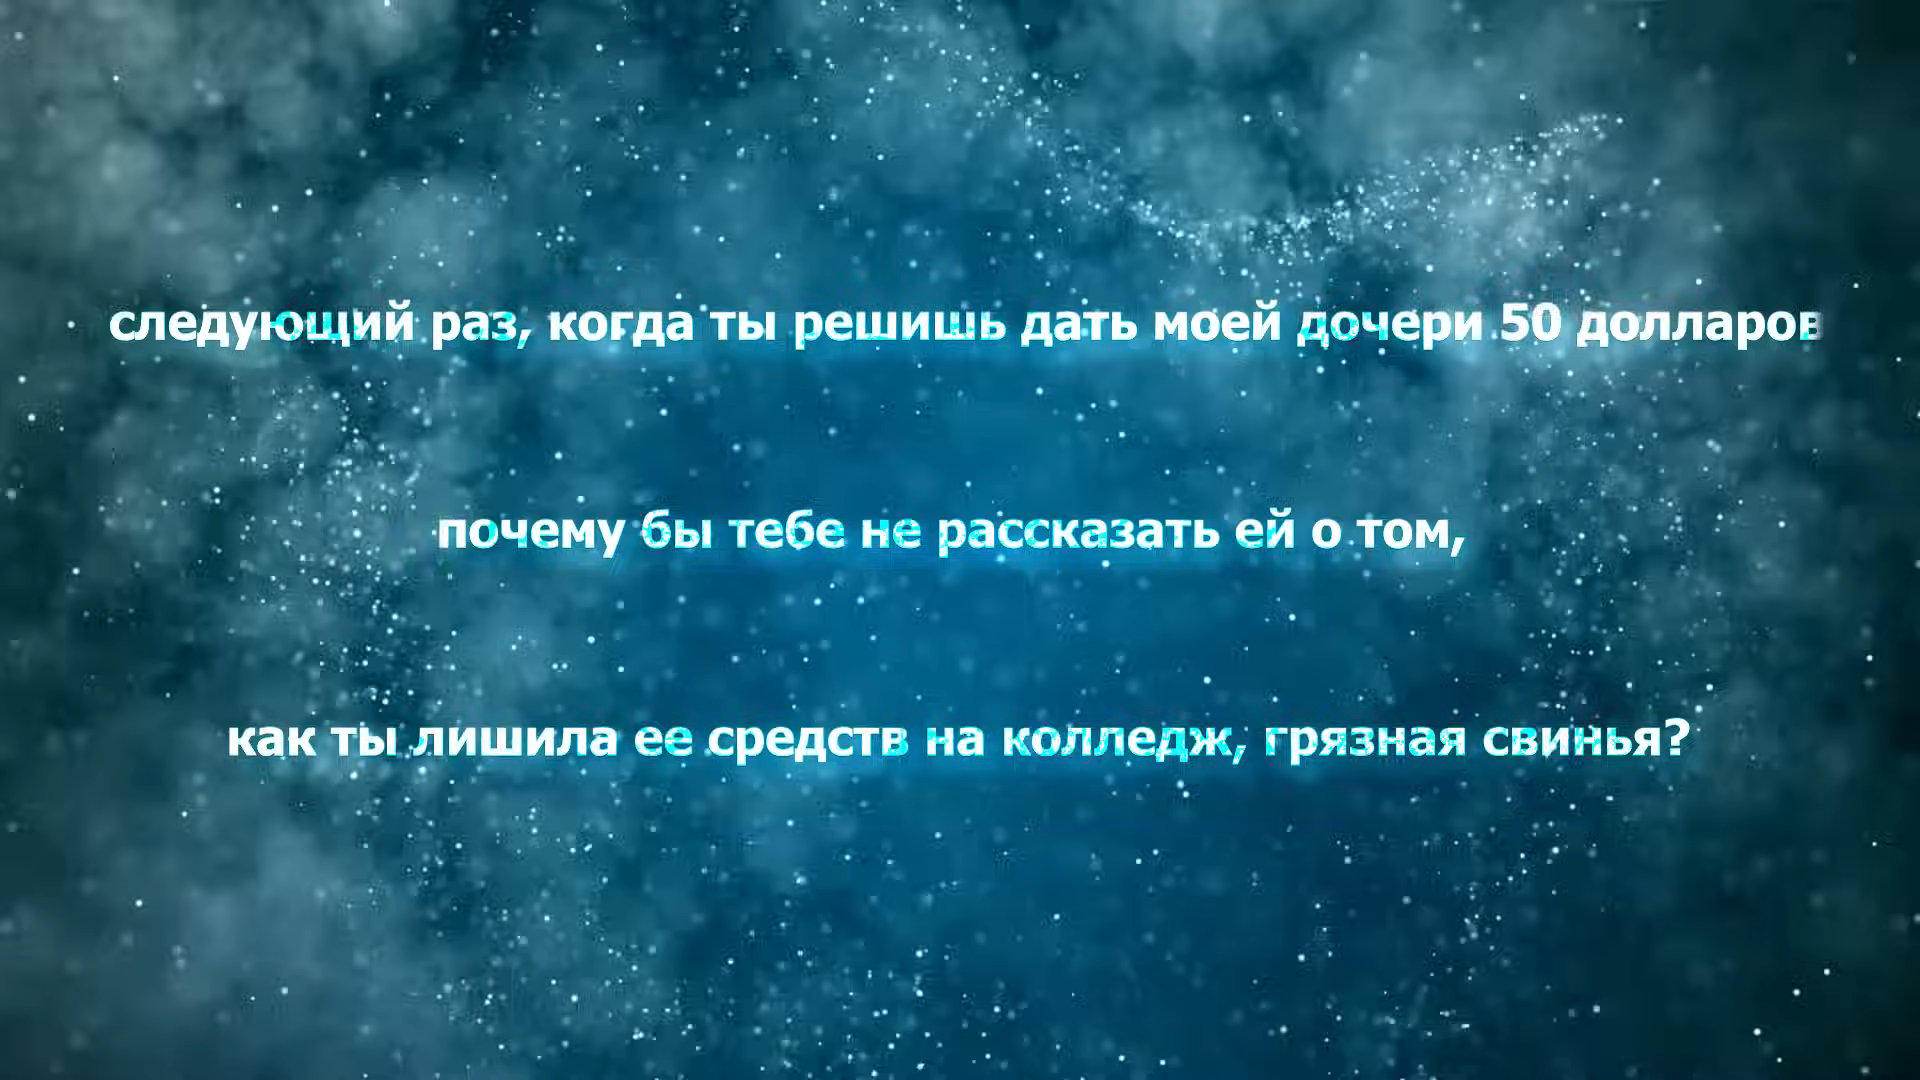 следующий раз, когда ты решишь дать моей дочери 50 долларов
почему бы тебе не рассказать ей о том,
как ты лишила ее средств на колледж, грязная свинья?